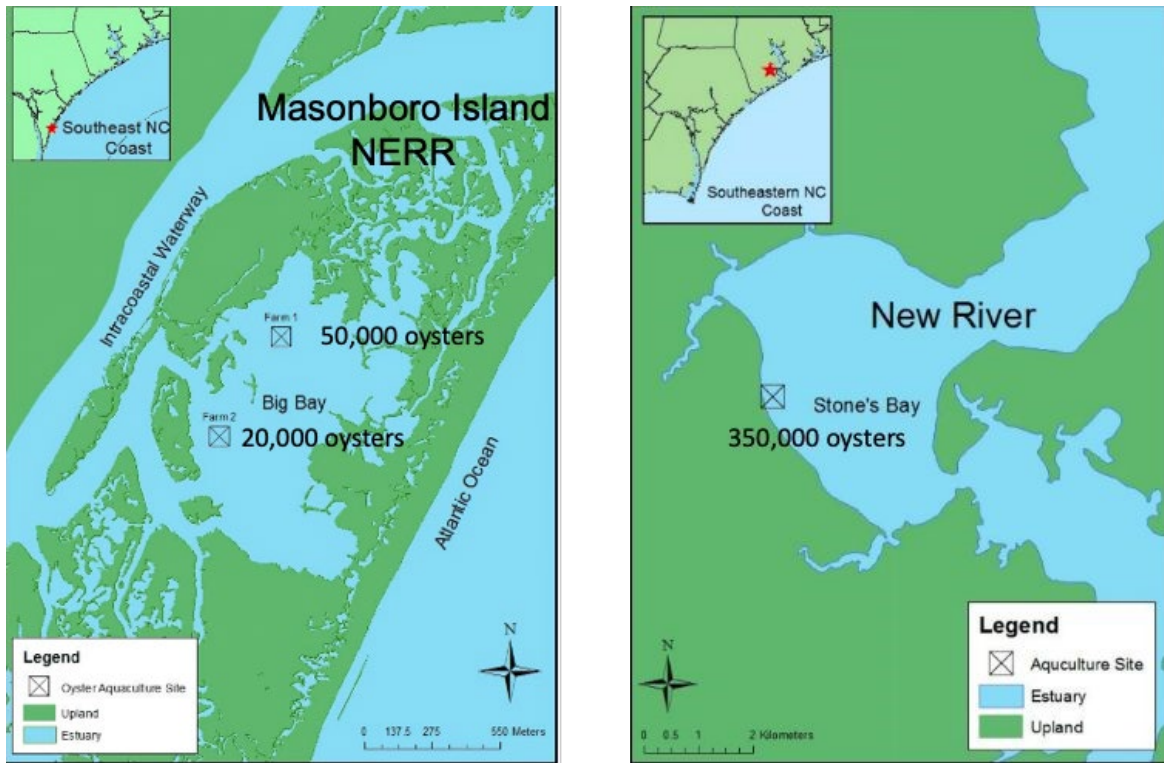 Southeast NC
Coast
Masonboro Island
NERR
Intracoastal Waterway
Farm 1
50,000 oysters
Big Bay
Farm 2
20,000 oysters
Atlantic Ocean
N
Legend
Oyster Aquaculture Site
Upland
Estuary
0 137.5 275 550 Meters
Southeastern NC
Coast
New River
Stone's Bay
350,000 oysters
N
Legend
Aquculture Site
Estuary
Upland
0 0.5 1 2 Kilometers